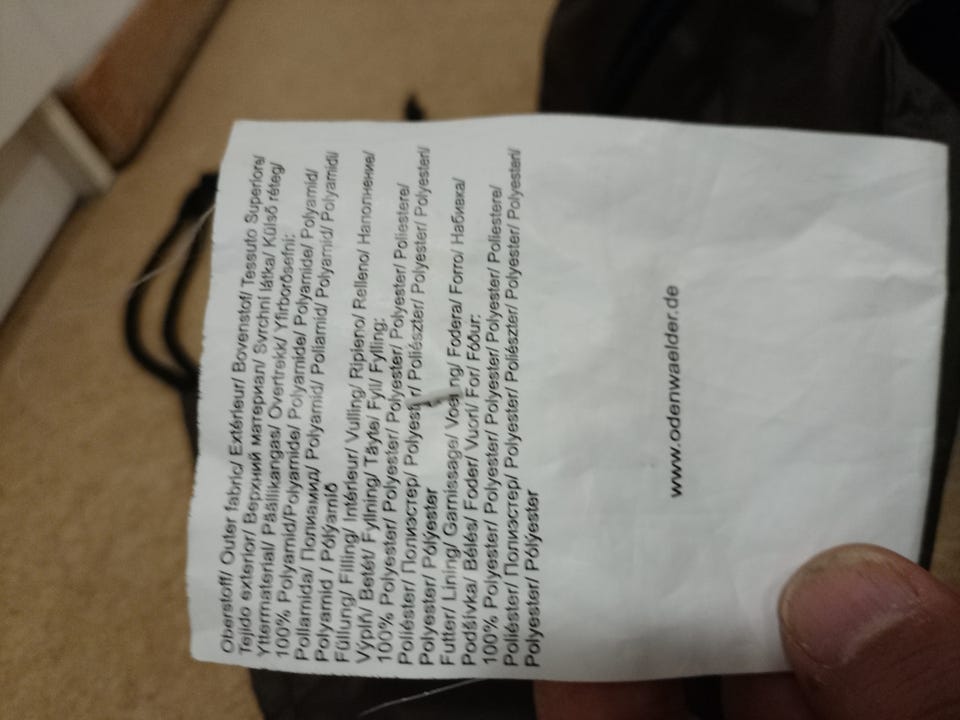 Oberstoff/ Outer fabric/ Extérieur/ Bovenstof/ Tessuto Superiore/
Tejido exterior/ Верхний материал/ Svrchní látka/ Külső réteg/
Yttermaterial/ Päällikangas/ Overtrekk/ Yfirborðsefni:
100% Polyamid/Polyamide/ Polyamide/ Polyamide/ Polyamid/
Poliamida/ Полиамид/ Polyamid/ Poliamid/ Polyamid/ Polyamidi/
Polyamid / Pólýamíð
Füllung/ Filling/ Intérieur/ Vulling/ Ripieno/ Relleno/ Наполнение/
Výplň/ Betét/ Fyllning/ Täyte/ Fyll/ Fylling:
100% Polyester/ Polyester/ Polyester/ Polyester/ Poliestere/
Poliéster/ Полиэстер/ Polyester/ Poliészter/ Polyester/ Polyesteri/
Polyester/ Pólýester
Futter/ Lining/ Garnissage/ Fodera/ Forro/ Набивка/
Podšívka/ Bélés/ Foder/ Vuori/ For/ Fóður:
100% Polyester/ Polyester/ Polyester/ Polyester/ Poliestere/
Poliéster/ Полиэстер/ Polyester/ Poliészter/ Polyester/ Polyesteri/
Polyester/ Pólýester
www.odenwaelder.de